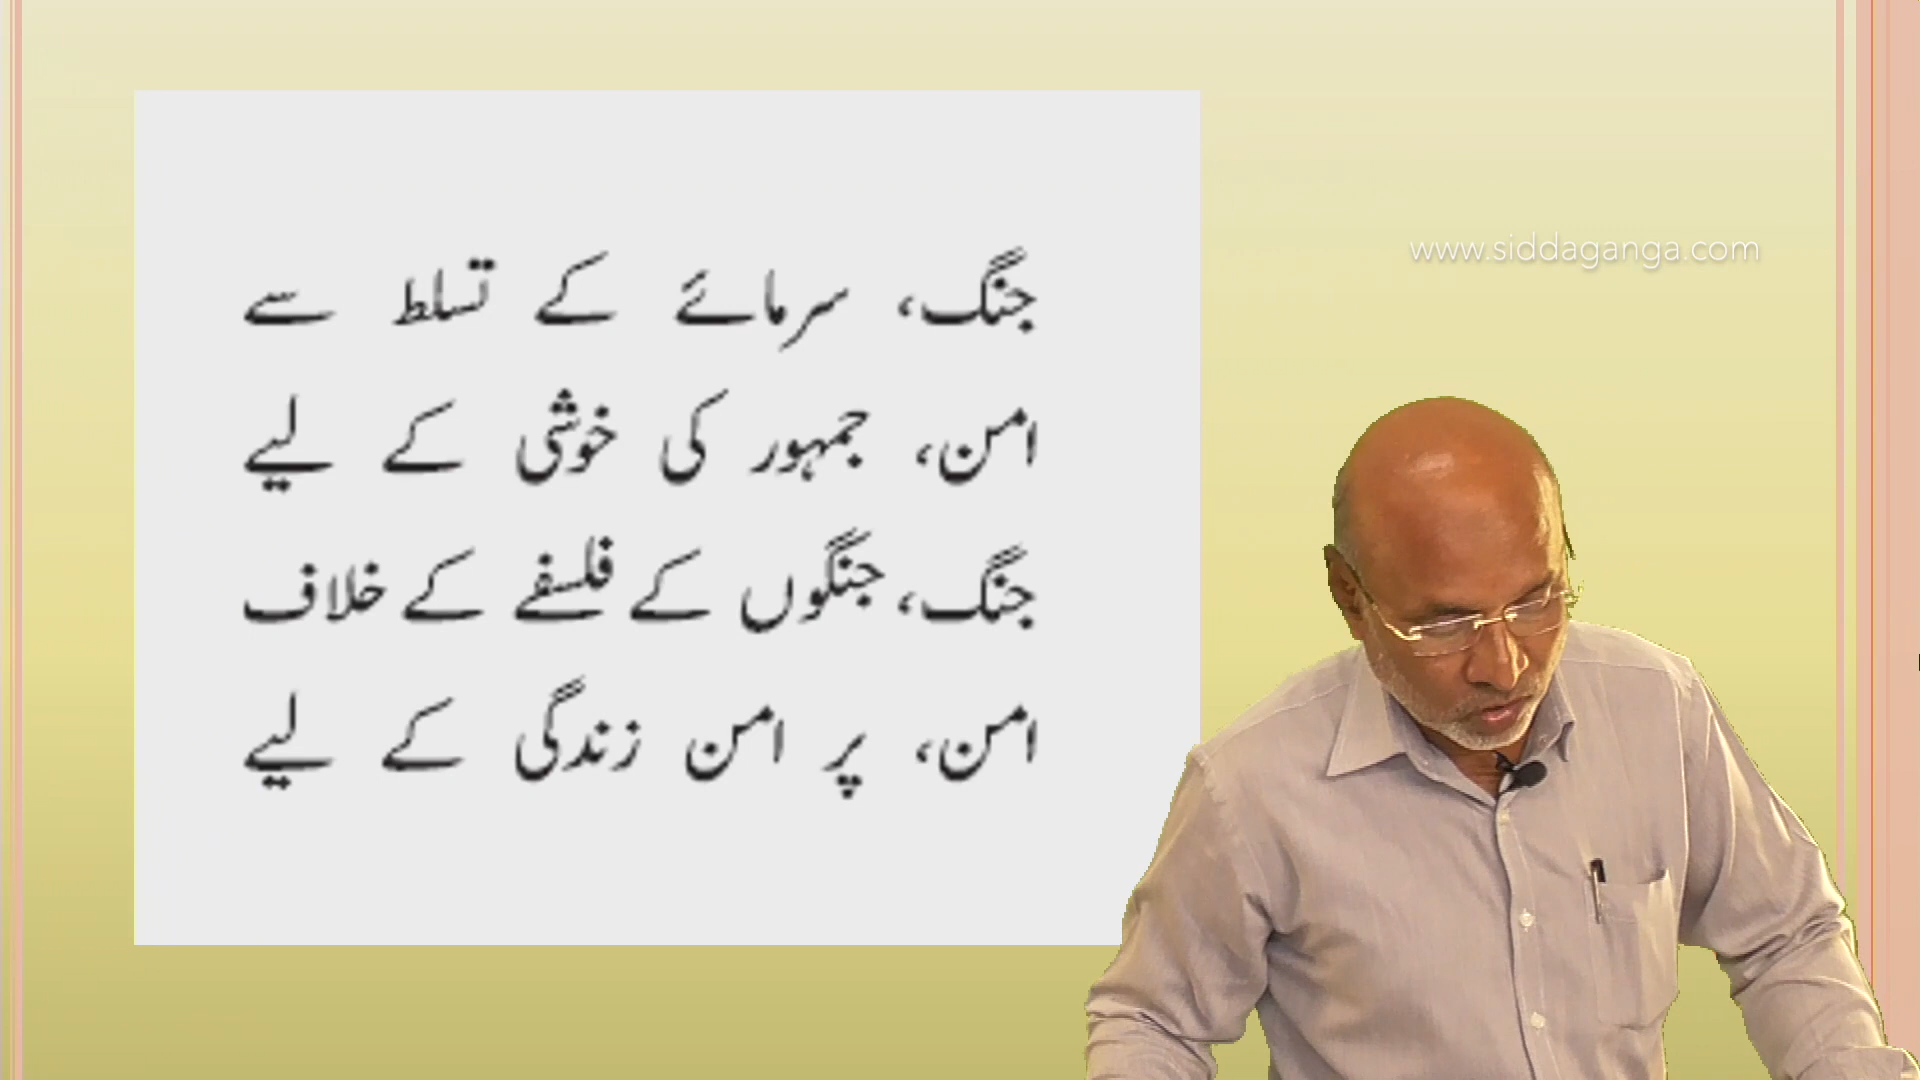 www.siddaganga.com
جنگ، سرمائے کے تسلط سے
امن، جمہور کی خوشی کے لیے
جنگ، جنگوں کے فلسفے کے خلاف
امن، پر امن زندگی کے لیے